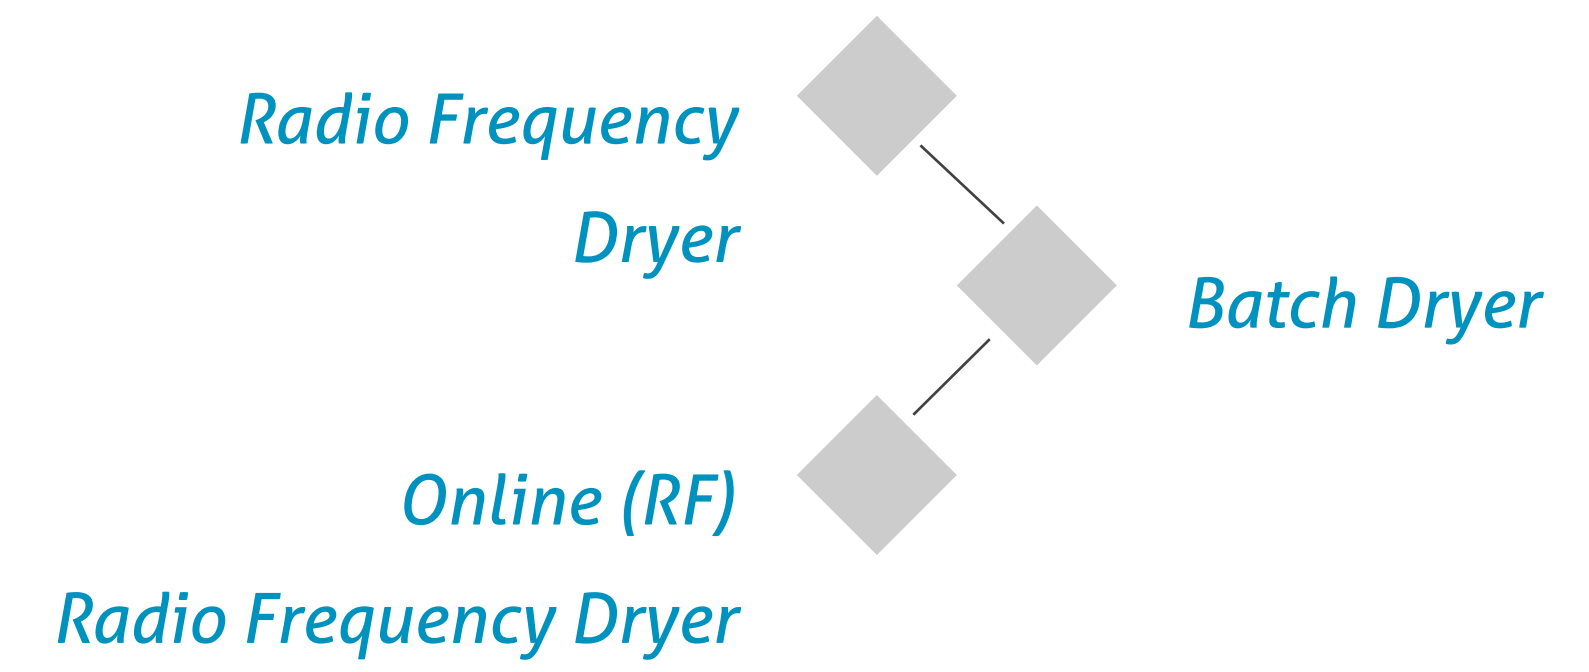 Radio Frequency
Dryer
Batch Dryer
Online (RF)
Radio Frequency Dryer